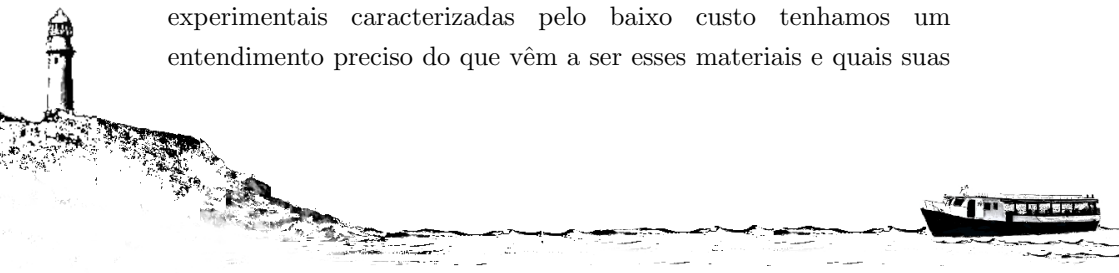 experimentais caracterizadas pelo baixo custo tenhamos um
entendimento preciso do que vêm a ser esses materiais e quais suas